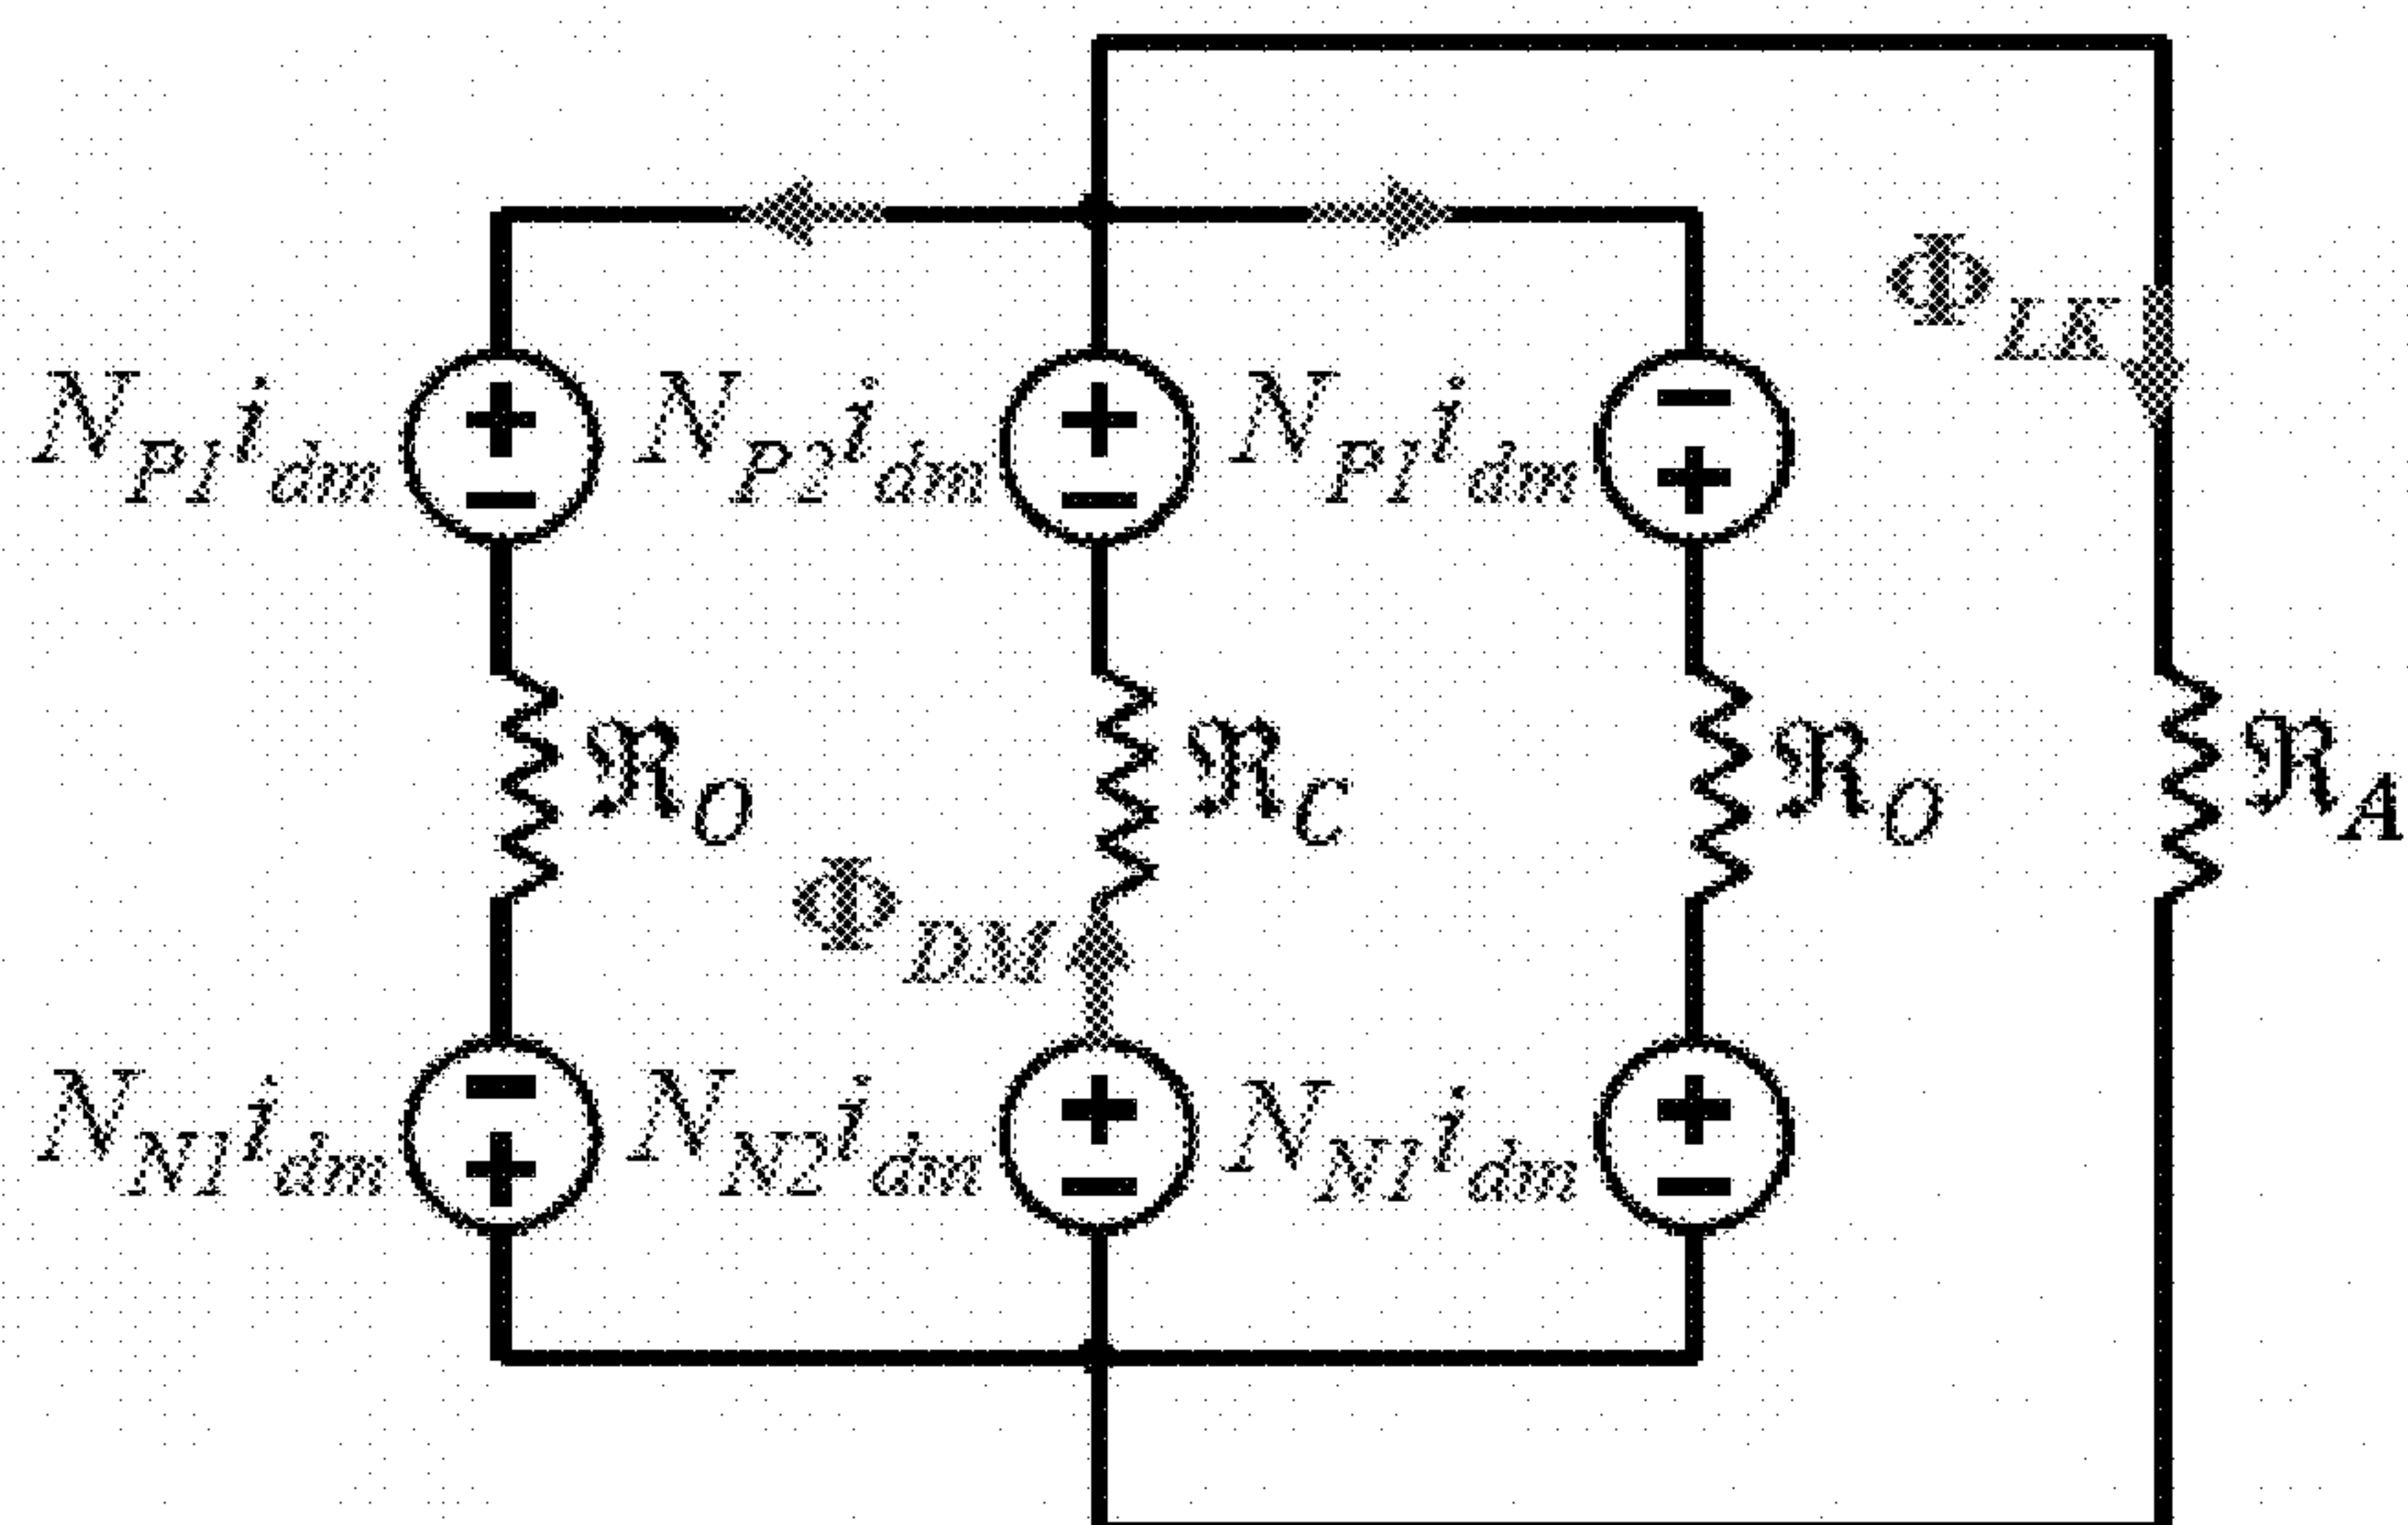 Φ_LK
N_P1 i_dm N_P2 i_dm N_P1 i_dm
+ + −
− − +
ℜ_O ℜ_C ℜ_O ℜ_A
Φ_DM
N_N1 i_dm N_N2 i_dm N_N1 i_dm
− + +
+ − −